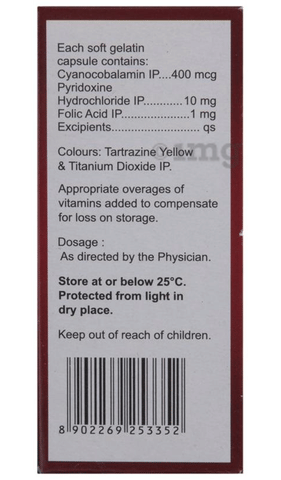 Each soft gelatin
capsule contains:
Cyanocobalamin IP....400 mcg
Pyridoxine
Hydrochloride IP............10 mg
Folic Acid IP.....................1 mg
Excipients........................... qs
Colours: Tartrazine Yellow
& Titanium Dioxide IP.
1mg
Appropriate overages of
vitamins added to compensate
for loss on storage.
Dosage :
As directed by the Physician.
Store at or below 25°C.
Protected from light in
dry place.
Keep out of reach of children.
8 902269 253352